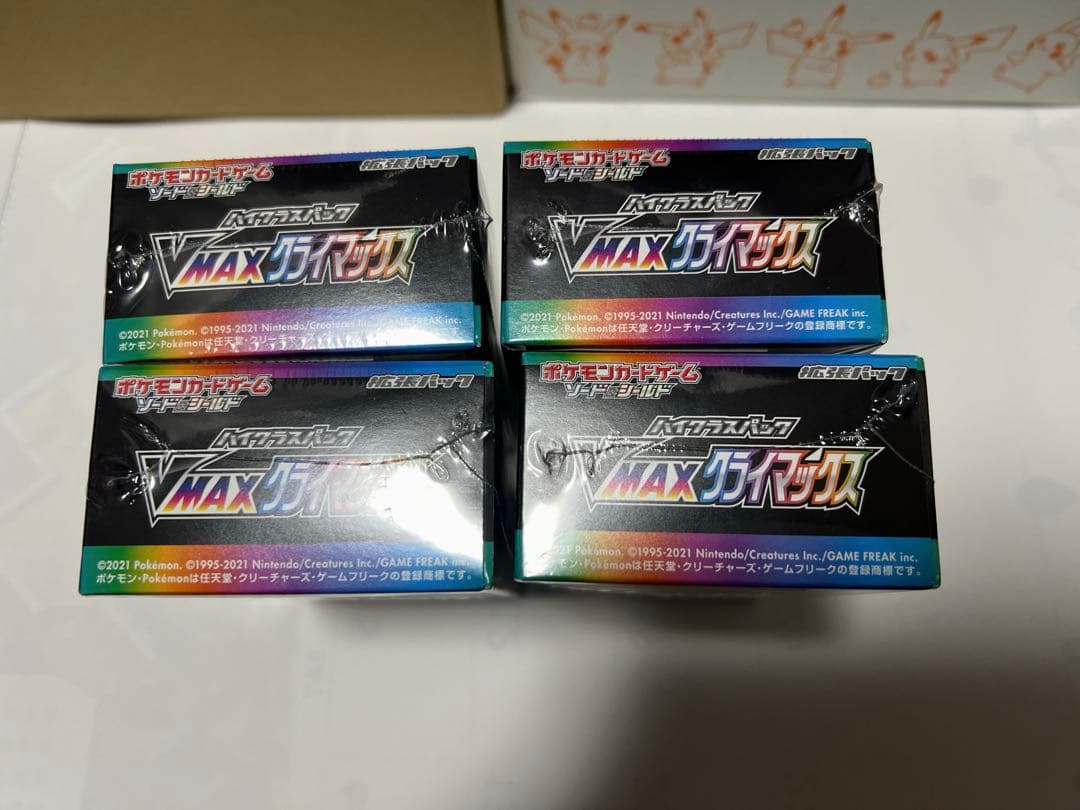 ポケモンカードゲーム 拡張パック
ソード&シールド
ハイクラスパック
VMAXクライマックス
©2021 Pokémon. ©1995-2021 Nintendo/Creatures Inc./GAME FREAK inc.
ポケモン・Pokémonは任天堂・クリーチャーズ・
ポケモンカードゲーム 拡張パック
ソード&シールド
ハイクラスパック
VMAXクライマックス
©2021 Pokémon. ©1995-2021 Nintendo/Creatures Inc./GAME FREAK inc.
ポケモン・Pokémonは任天堂・クリーチャーズ・ゲームフリークの登録商標です。
ポケモンカードゲーム 拡張パック
ソード&シールド
ハイクラスパック
VMAXクライマックス
©2021 Pokémon. ©1995-2021 Nintendo/Creatures Inc./GAME FREAK inc.
ポケモン・Pokémonは任天堂・クリーチャーズ・ゲームフリークの登録商標です。
ポケモンカードゲーム 拡張パック
ソード&シールド
ハイクラスパック
VMAXクライマックス
2021 Pokémon. ©1995-2021 Nintendo/Creatures Inc./GAME FREAK inc.
ポケモン・Pokémonは任天堂・クリーチャーズ・ゲームフリークの登録商標です。